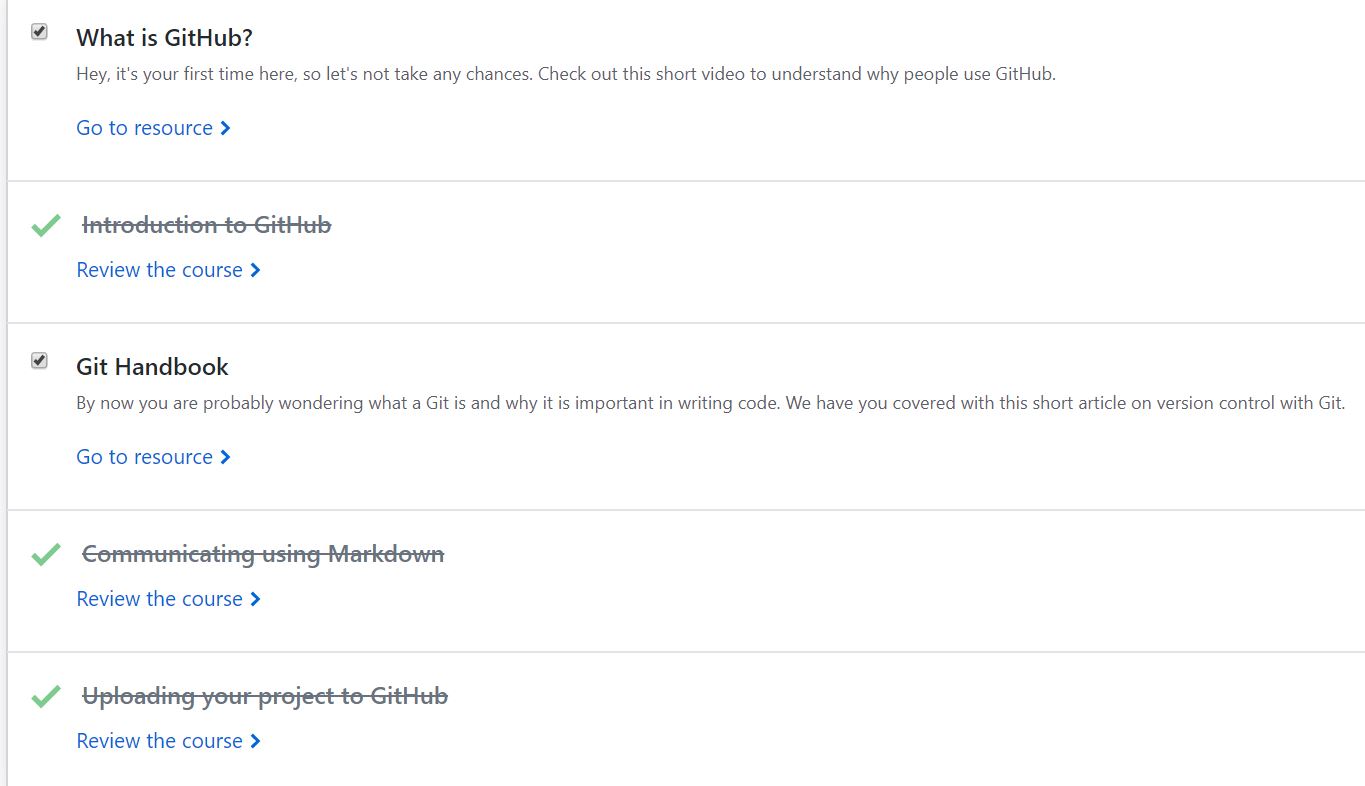 What is GitHub?
Hey, it's your first time here, so let's not take any chances. Check out this short video to understand why people use GitHub.
Go to resource
Introduction to GitHub
Review the course
Git Handbook
By now you are probably wondering what a Git is and why it is important in writing code. We have you covered with this short article on version control with Git.
Go to resource
Communicating using Markdown
Review the course
Uploading your project to GitHub
Review the course